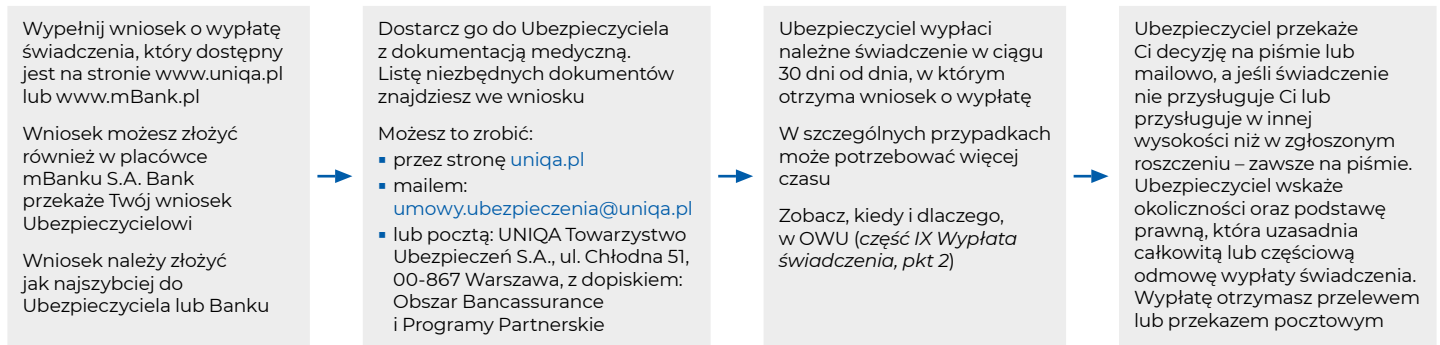 Wypełnij wniosek o wypłatę
świadczenia, który dostępny
jest na stronie www.uniqa.pl
lub www.mBank.pl
Wniosek możesz złożyć
również w placówce
mBanku S.A. Bank
przekaże Twój wniosek
Ubezpieczycielowi
Wniosek należy złożyć
jak najszybciej do
Ubezpieczyciela lub Banku
Dostarcz go do Ubezpieczyciela
z dokumentacją medyczną.
Listę niezbędnych dokumentów
znajdziesz we wniosku
Możesz to zrobić:
▪ przez stronę uniqa.pl
▪ mailem:
umowy.ubezpieczenia@uniqa.pl
▪ lub pocztą: UNIQA Towarzystwo
Ubezpieczeń S.A., ul. Chłodna 51,
00-867 Warszawa, z dopiskiem:
Obszar Bancassurance
i Programy Partnerskie
Ubezpieczyciel wypłaci
należne świadczenie w ciągu
30 dni od dnia, w którym
otrzyma wniosek o wypłatę
W szczególnych przypadkach
może potrzebować więcej
czasu
Zobacz, kiedy i dlaczego,
w OWU (część IX Wypłata
świadczenia, pkt 2)
Ubezpieczyciel przekaże
Ci decyzję na piśmie lub
mailowo, a jeśli świadczenie
nie przysługuje Ci lub
przysługuje w innej
wysokości niż w zgłoszonym
roszczeniu – zawsze na piśmie.
Ubezpieczyciel wskaże
okoliczności oraz podstawę
prawną, która uzasadnia
całkowitą lub częściową
odmowę wypłaty świadczenia.
Wypłatę otrzymasz przelewem
lub przekazem pocztowym